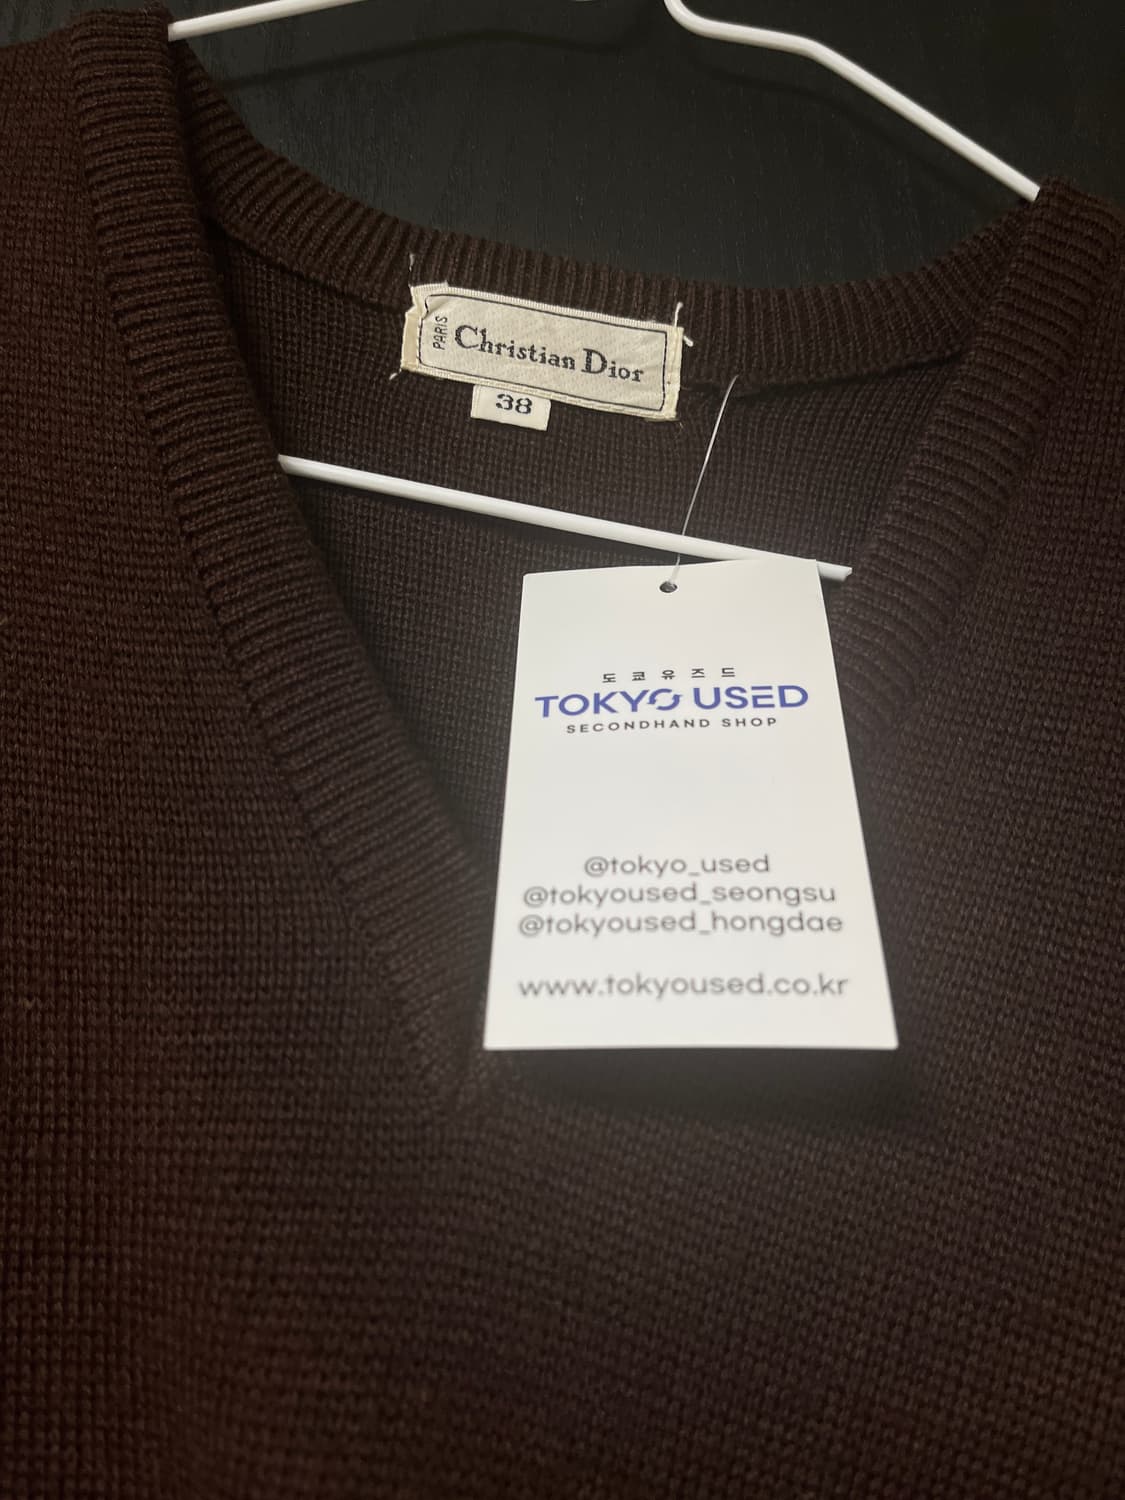 PARIS
Christian Dior
38
도쿄유즈드
TOKYO USED
SECONDHAND SHOP
@tokyo_used
@tokyoused_seongsu
@tokyoused_hongdae
www.tokyoused.co.kr